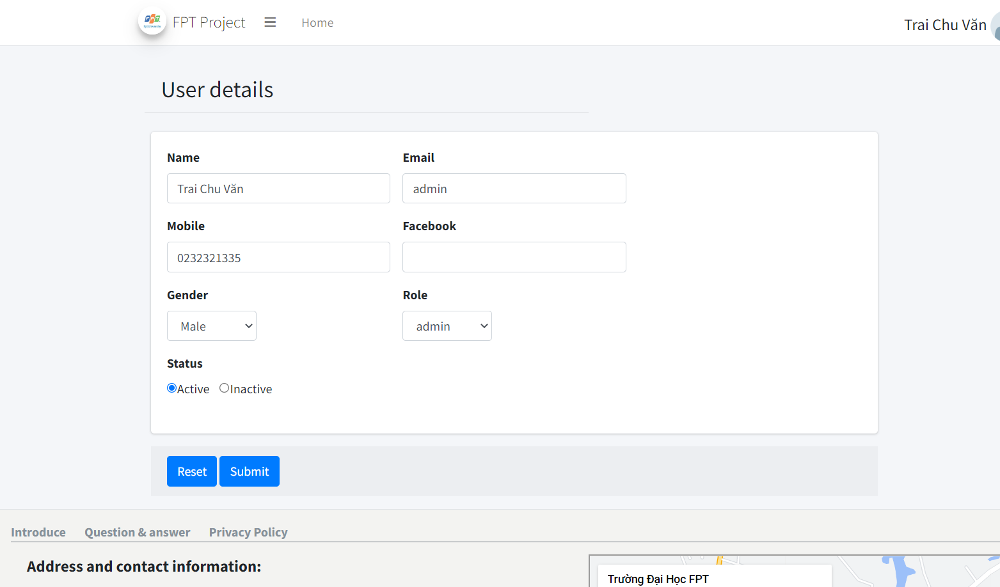 FPT Project
Home
Trai Chu Văn
User details
Name
Email
Trai Chu Văn
admin
Mobile
Facebook
0232321335
Gender
Role
Male
admin
Status
Active
Inactive
Reset
Submit
Introduce
Question & answer
Privacy Policy
Address and contact information:
Trường Đại Học FPT